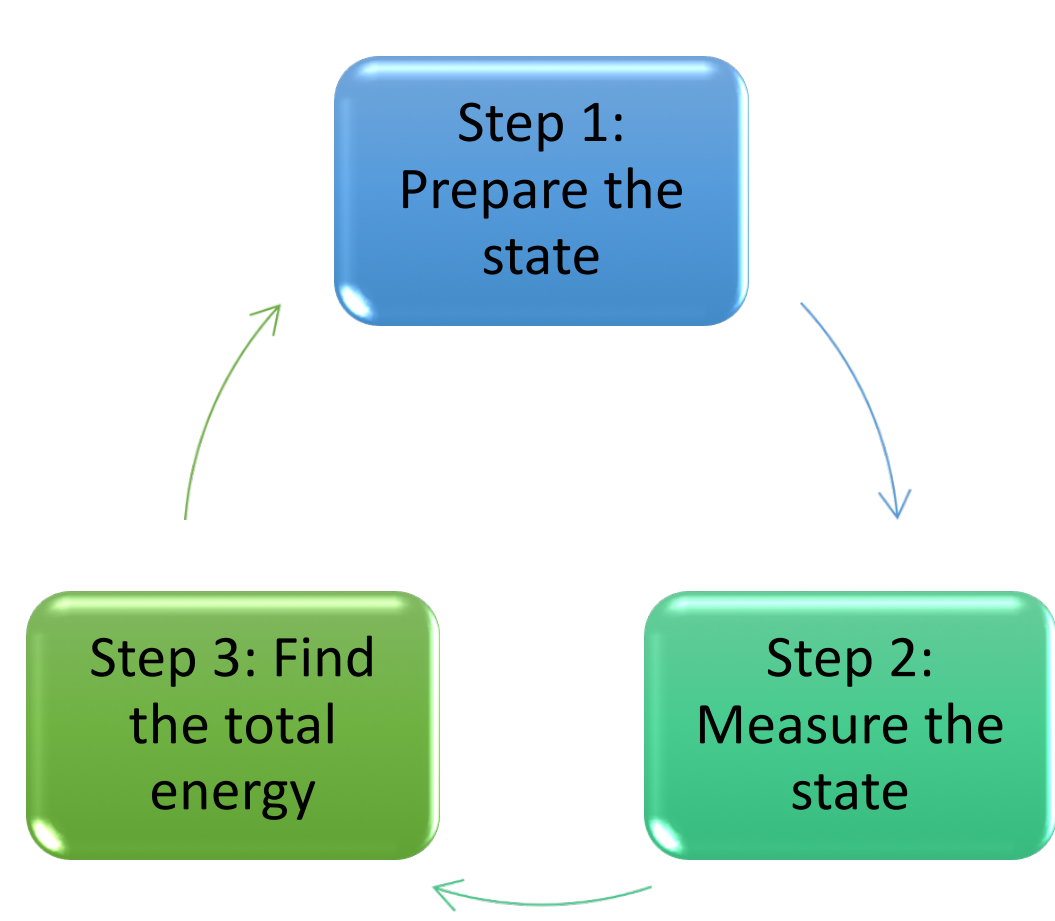 Step 1:
Prepare the
state
Step 2:
Measure the
state
Step 3: Find
the total
energy